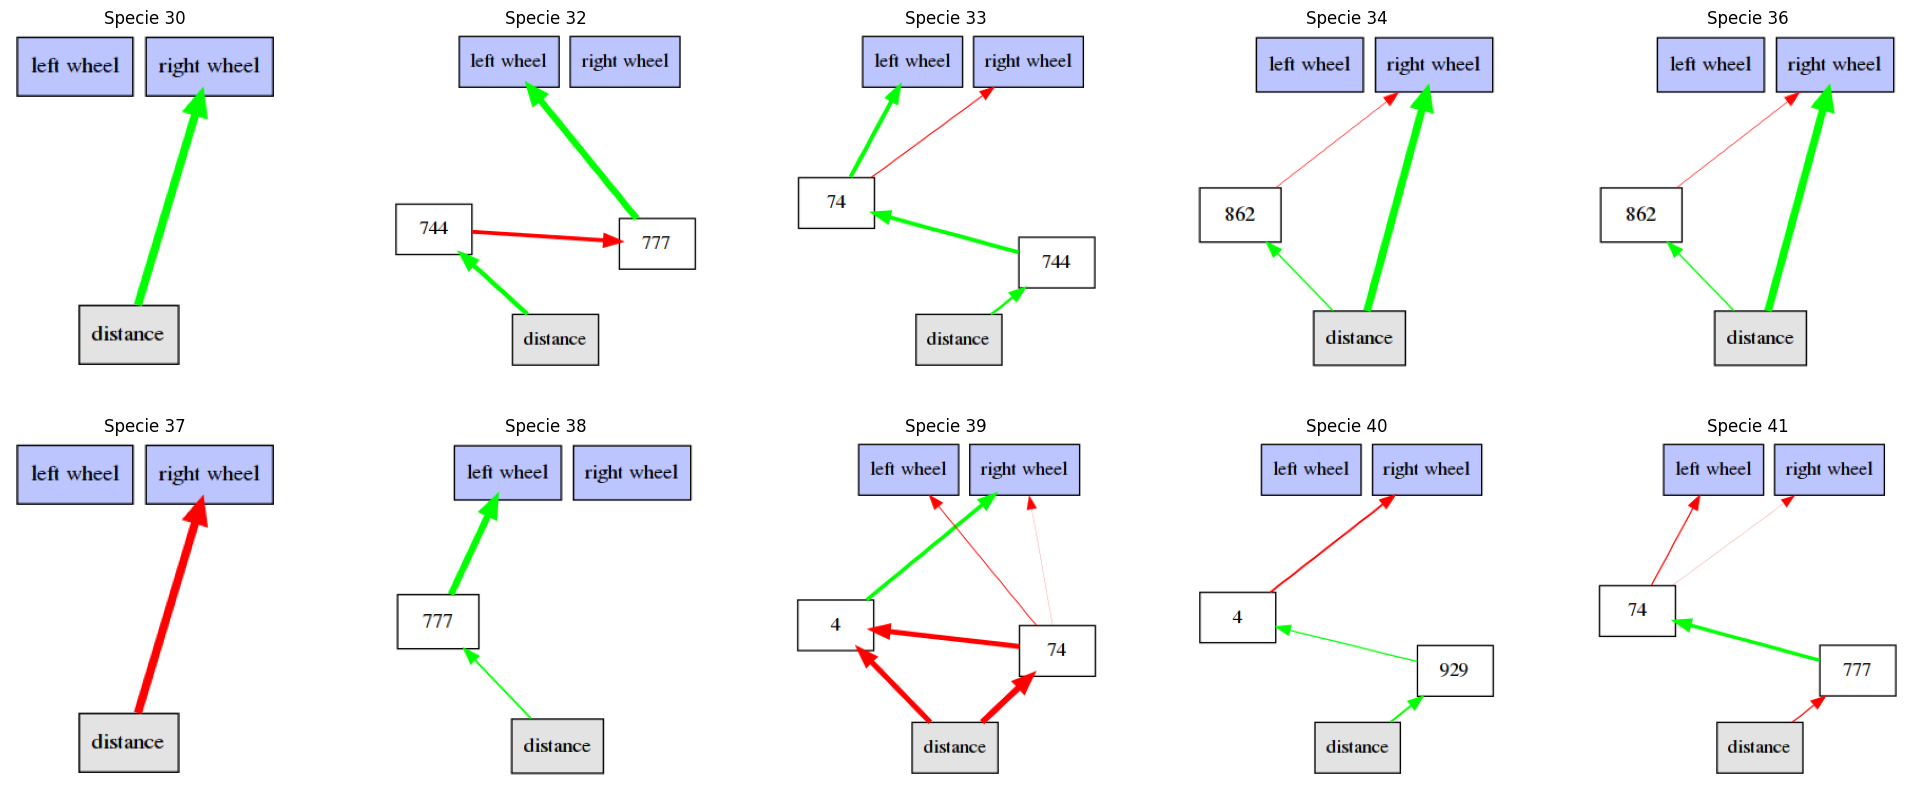 Specie 30
left wheel
right wheel
distance
Specie 32
left wheel
right wheel
744
777
distance
Specie 33
left wheel
right wheel
74
744
distance
Specie 34
left wheel
right wheel
862
distance
Specie 36
left wheel
right wheel
862
distance
Specie 37
left wheel
right wheel
distance
Specie 38
left wheel
right wheel
777
distance
Specie 39
left wheel
right wheel
4
74
distance
Specie 40
left wheel
right wheel
4
929
distance
Specie 41
left wheel
right wheel
74
777
distance